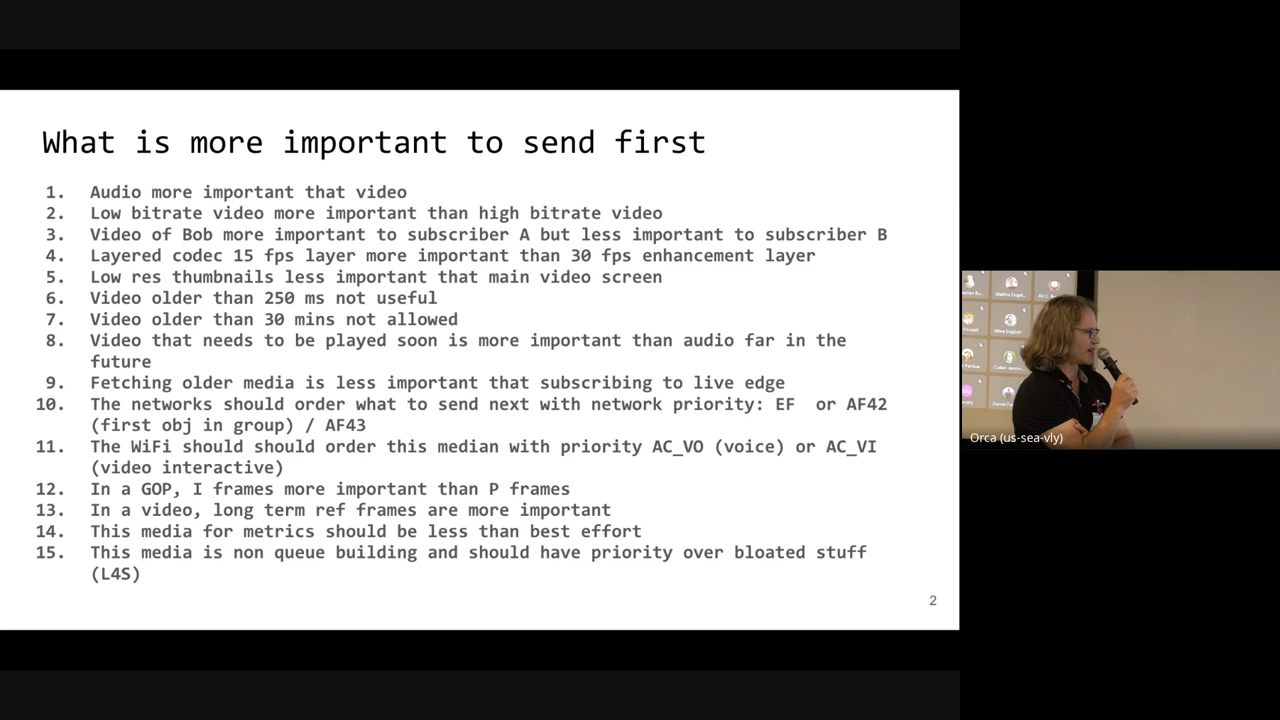 What is more important to send first
1. Audio more important that video
2. Low bitrate video more important than high bitrate video
3. Video of Bob more important to subscriber A but less important to subscriber B
4. Layered codec 15 fps layer more important than 30 fps enhancement layer
5. Low res thumbnails less important that main video screen
6. Video older than 250 ms not useful
7. Video older than 30 mins not allowed
8. Video that needs to be played soon is more important than audio far in the
future
9. Fetching older media is less important that subscribing to live edge
10. The networks should order what to send next with network priority: EF or AF42
(first obj in group) / AF43
11. The WiFi should should order this median with priority AC_VO (voice) or AC_VI
(video interactive)
12. In a GOP, I frames more important than P frames
13. In a video, long term ref frames are more important
14. This media for metrics should be less than best effort
15. This media is non queue building and should have priority over bloated stuff
(L4S)
2
Orca (us-sea-vly)